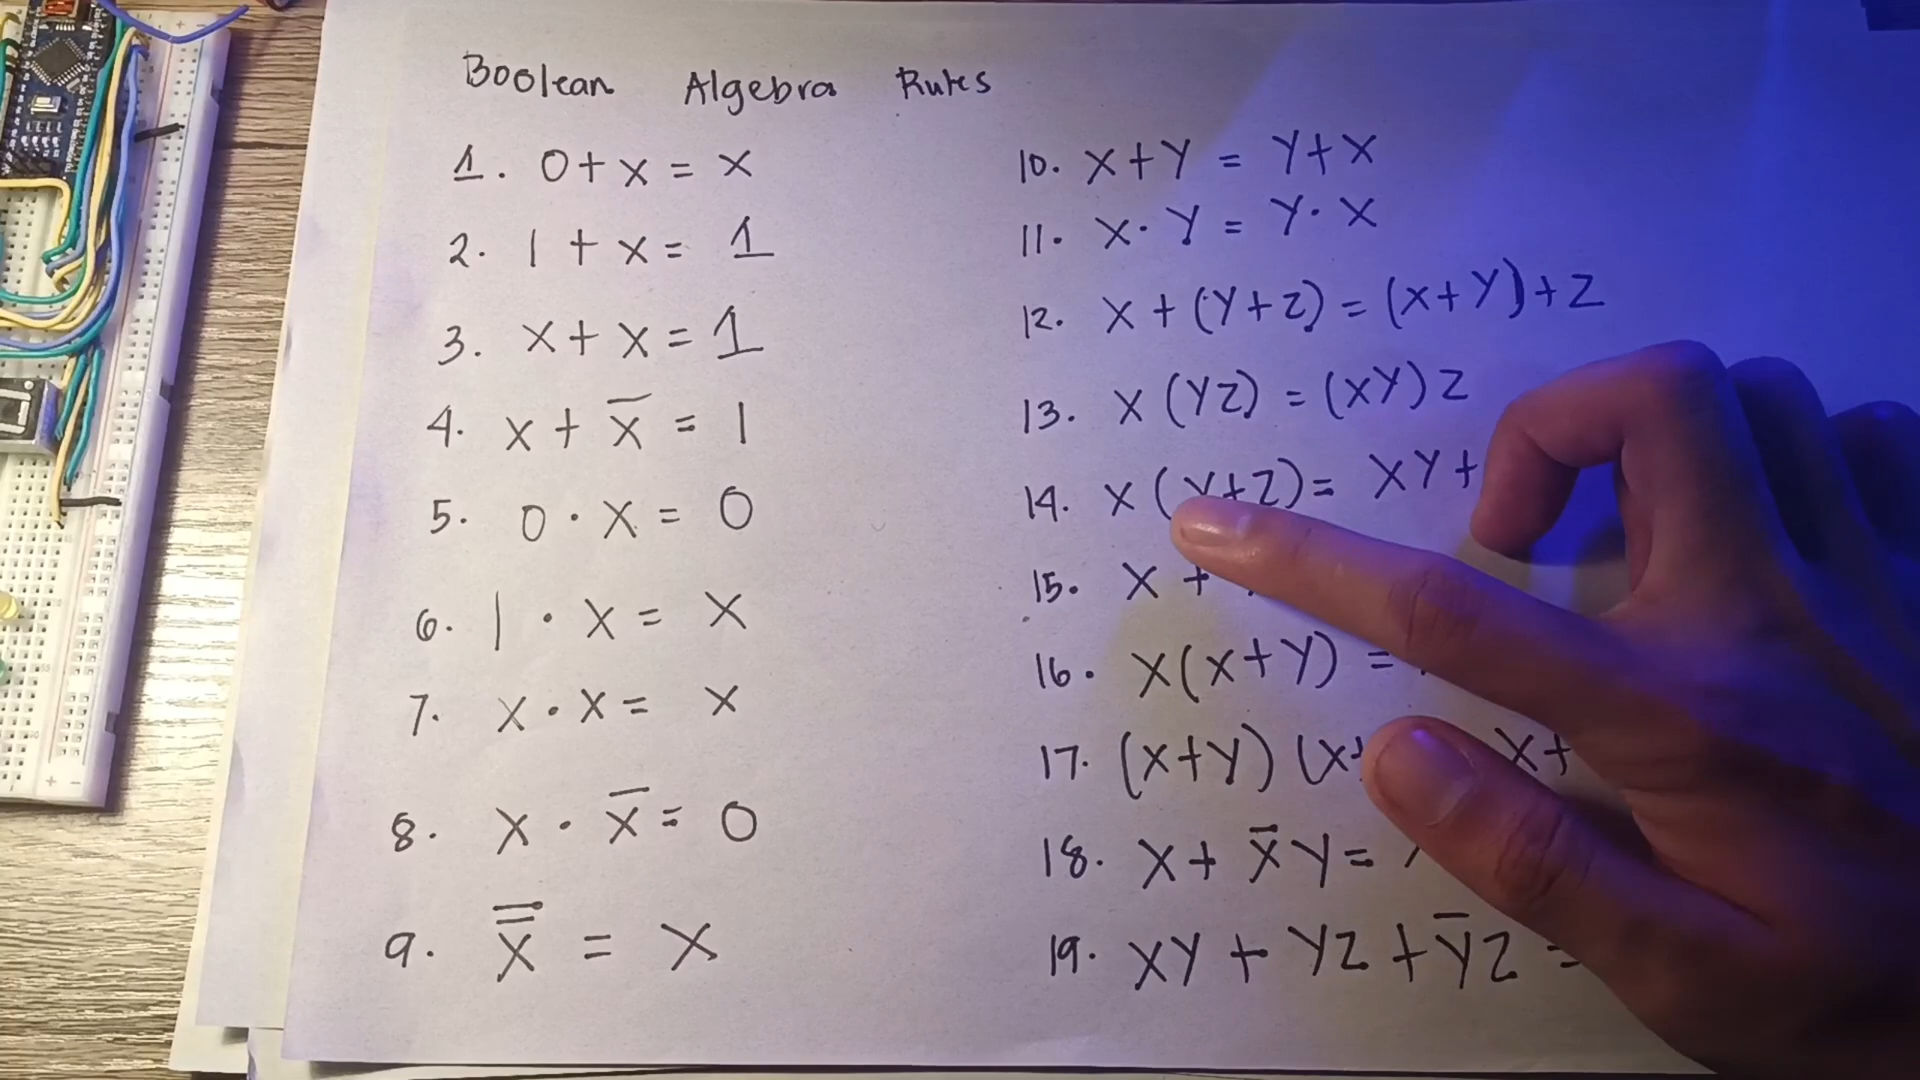 Boolean Algebra Rules
1. 0 + x = x
2. 1 + x = 1
3. x + x = 1
4. x + x̅ = 1
5. 0 · x = 0
6. 1 · x = x
7. x · x = x
8. x · x̅ = 0
9. x̿ = x
10. x + y = y + x
11. x · y = y · x
12. x + (y + z) = (x + y) + z
13. x (yz) = (xy) z
14. x (y + z) = xy +
15. x +
16. x(x + y) =
17. (x + y) (x+ x+
18. x + x̅y =
19. xy + yz + y̅z =